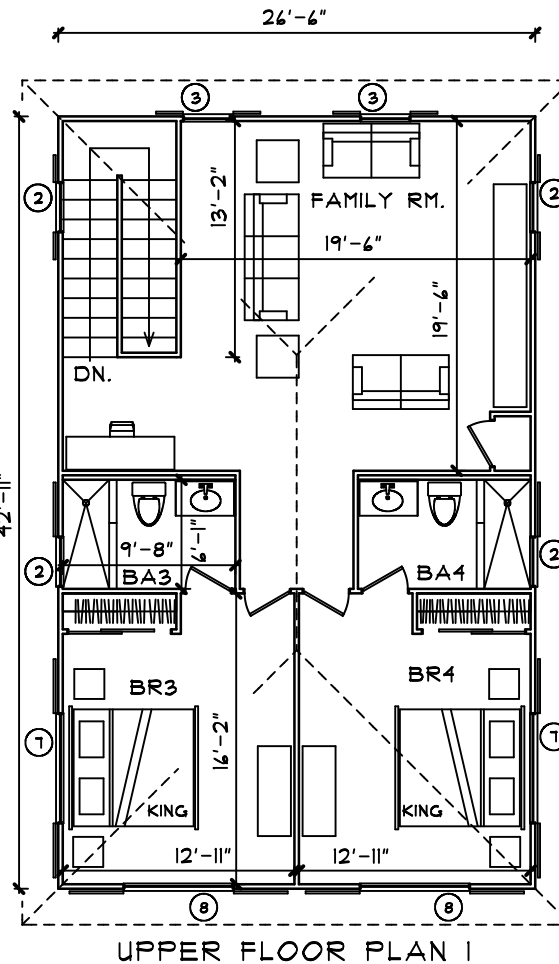 26'-6"
3
3
2
2
13'-2"
FAMILY RM.
19'-6"
19'-6"
DN.
42'-11"
9'-8"
6'-1"
2
BA3
BA4
2
BR3
BR4
7
7
16'-2"
KING
KING
12'-11"
12'-11"
8
8
UPPER FLOOR PLAN 1